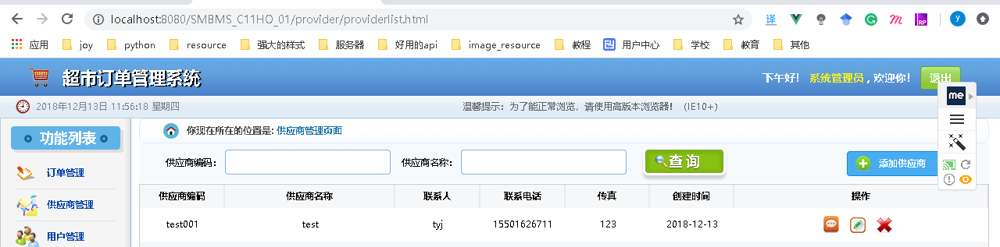 localhost:8080/SMBMS_C11HO_01/provider/providerlist.html 译 RP y
应用 joy python resource 强大的样式 服务器 好用的api image_resource 教程 用户中心 学校 教育 其他
超市订单管理系统 下午好! 系统管理员 , 欢迎你! 退出
me
2018年12月13日 11:56:18 星期四 温馨提示: 为了能正常浏览, 请使用高版本浏览器! (IE10+)
功能列表 你现在所在的位置是: 供应商管理页面
供应商编码: 供应商名称: 查 询 添加供应商
订单管理
供应商编码 供应商名称 联系人 联系电话 传真 创建时间 操作
供应商管理
test001 test tyj 15501626711 123 2018-12-13
用户管理